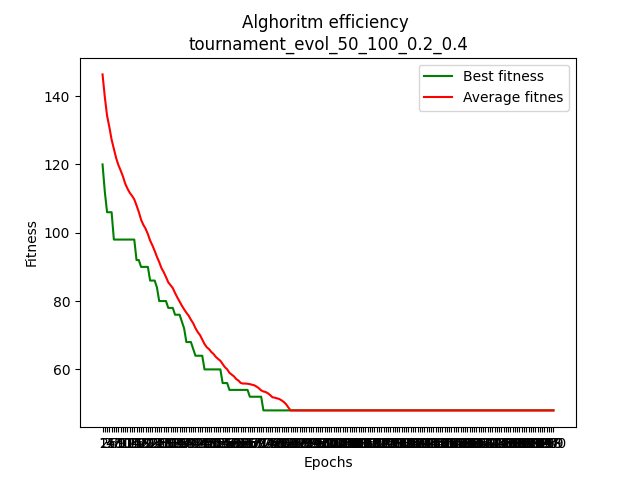 Alghoritm efficiency
tournament_evol_50_100_0.2_0.4
Best fitness
Average fitnes
140
120
100
80
60
Fitness
Epochs